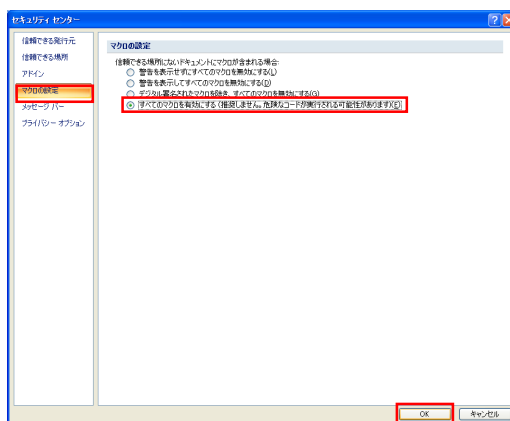 セキュリティ センター
信頼できる発行元
信頼できる場所
アドイン
マクロの設定
メッセージ バー
プライバシー オプション
マクロの設定
信頼できる場所にないドキュメントにマクロが含まれる場合:
警告を表示せずにすべてのマクロを無効にする(L)
警告を表示してすべてのマクロを無効にする(D)
デジタル署名されたマクロを除き、すべてのマクロを無効にする(G)
すべてのマクロを有効にする (推奨しません。危険なコードが実行される可能性があります)(E)
OK
キャンセル